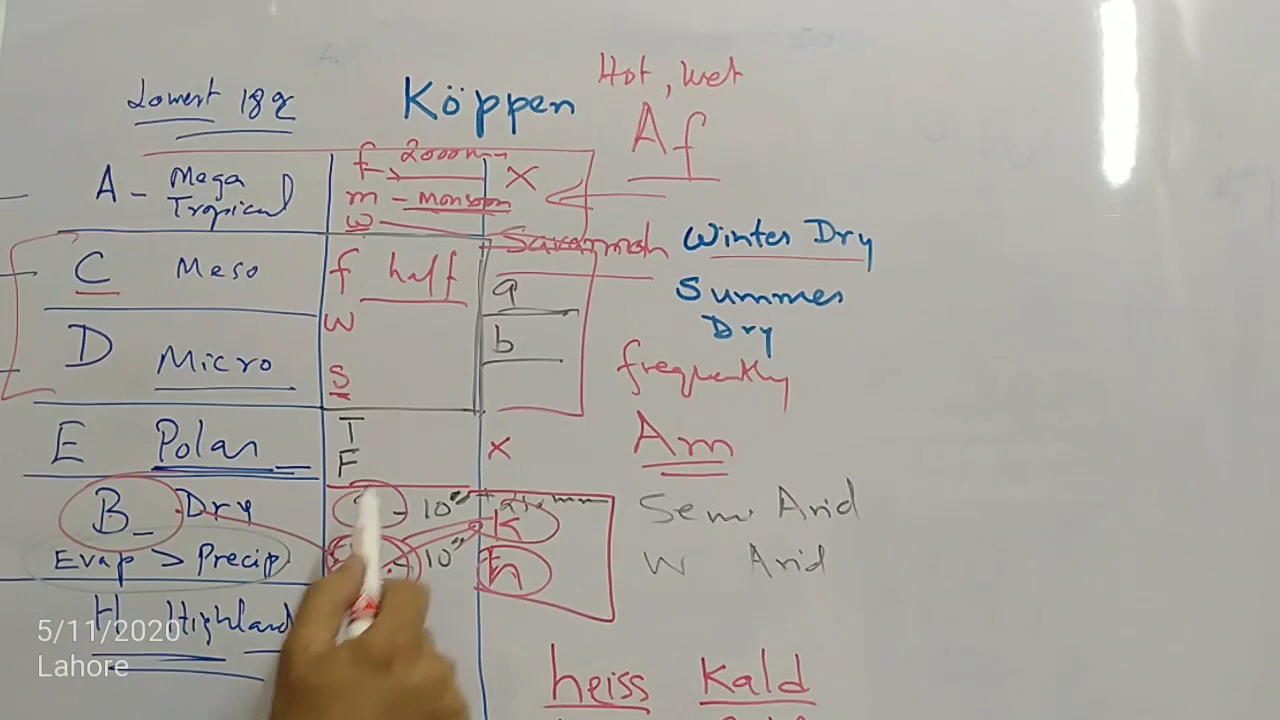 Lowest 18°C
Köppen
Hot, Wet
Af
A - Mega Tropical
f 2000mm
x
m - monsoon
w
Savannah
Winter Dry
C Meso
f half
a
Summer Dry
D Micro
w
b
s
frequently
E Polar
T
F
x
Am
B - Dry
- 10"
k
Semi Arid
Evap > Precip
10"
h
W Arid
H Highland
5/11/2020
Lahore
heiss kald